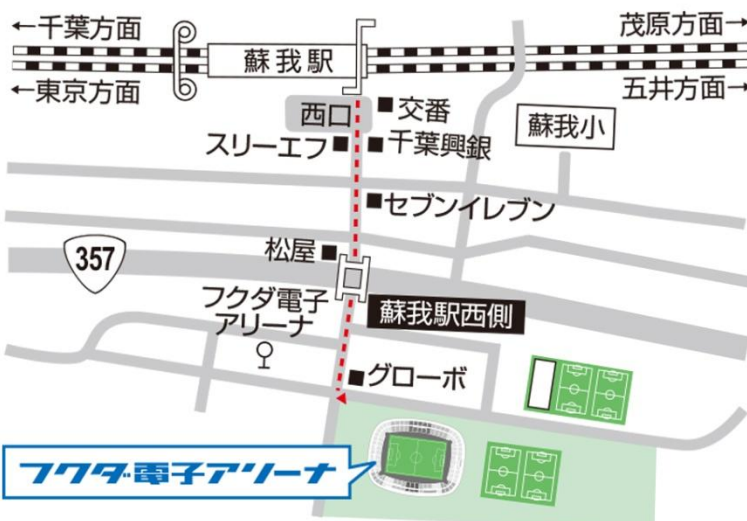 ←千葉方面
茂原方面→
蘇我駅
←東京方面
五井方面→
西口
交番
蘇我小
スリーエフ
千葉興銀
セブンイレブン
松屋
357
フクダ電子
アリーナ
蘇我駅西側
グローボ
フクダ電子アリーナ